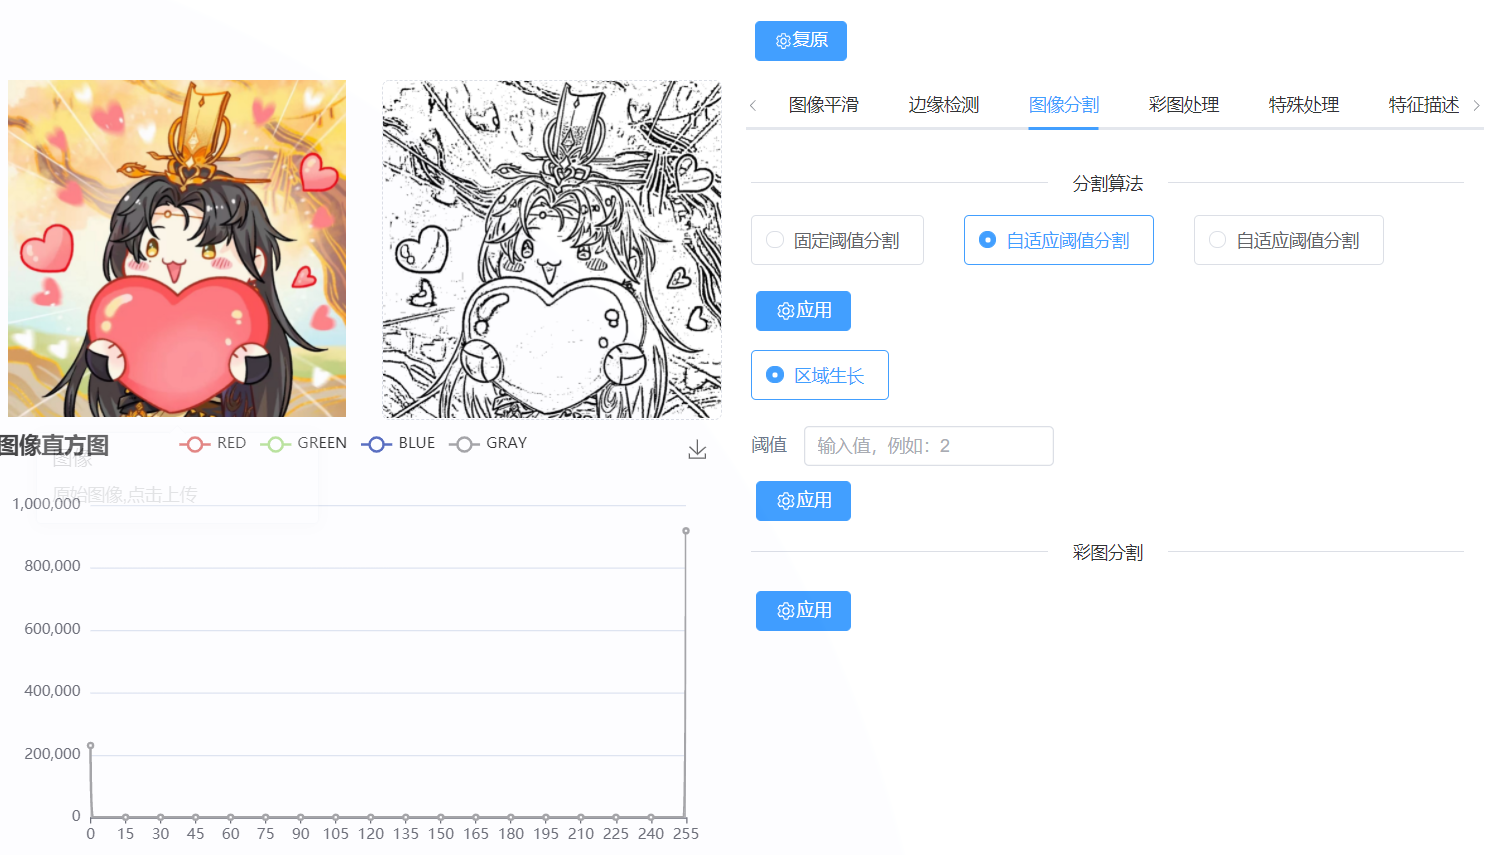 复原
图像平滑 边缘检测 图像分割 彩图处理 特殊处理 特征描述
分割算法
固定阈值分割 自适应阈值分割 自适应阈值分割
应用
区域生长
阈值 输入值，例如：2
应用
彩图分割
应用
图像直方图 RED GREEN BLUE GRAY
图像
原始图像,点击上传
1,000,000
800,000
600,000
400,000
200,000
0
0 15 30 45 60 75 90 105 120 135 150 165 180 195 210 225 240 255